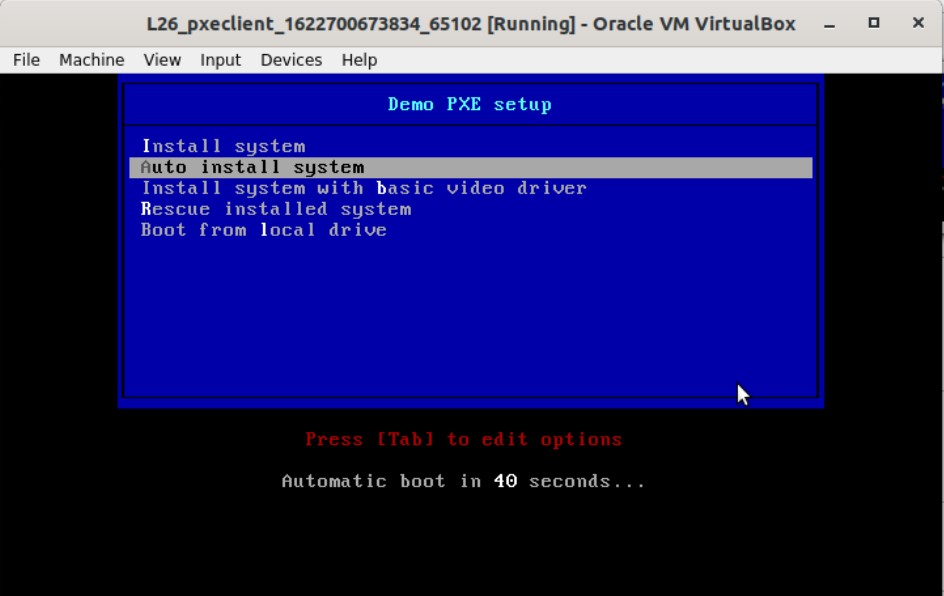 L26_pxeclient_1622700673834_65102 [Running] - Oracle VM VirtualBox
File Machine View Input Devices Help
Demo PXE setup
Install system
Auto install system
Install system with basic video driver
Rescue installed system
Boot from local drive
Press [Tab] to edit options
Automatic boot in 40 seconds...